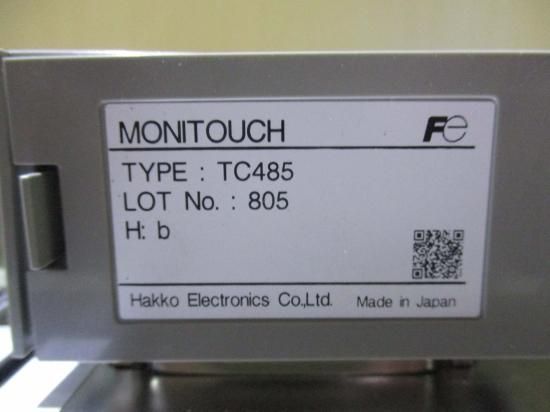 MONITOUCH Fe
TYPE : TC485
LOT No. : 805
H: b
Hakko Electronics Co.,Ltd. Made in Japan